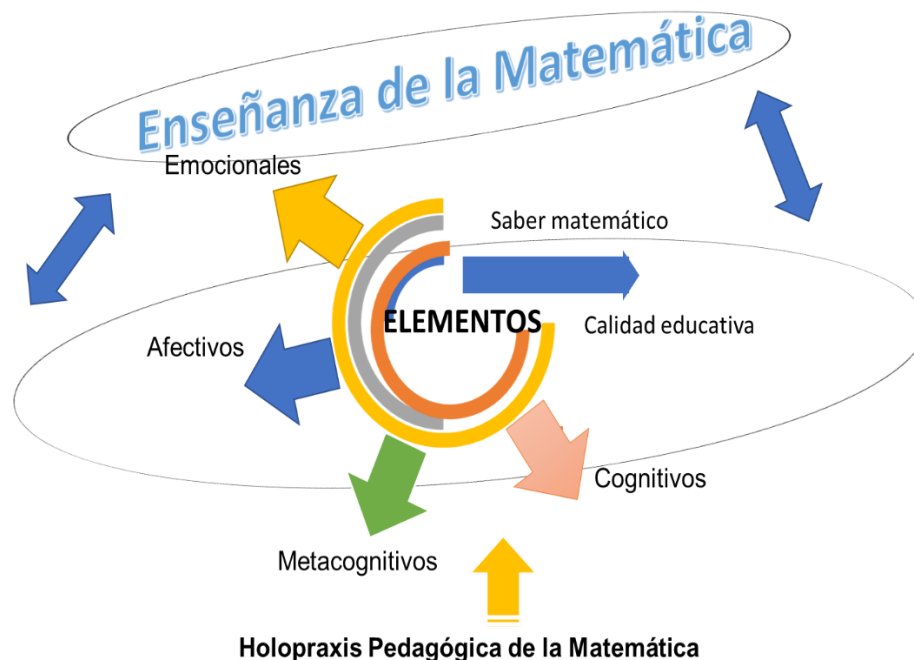 Enseñanza de la Matemática
Emocionales
Saber matemático
ELEMENTOS
Calidad educativa
Afectivos
Cognitivos
Metacognitivos
Holopraxis Pedagógica de la Matemática